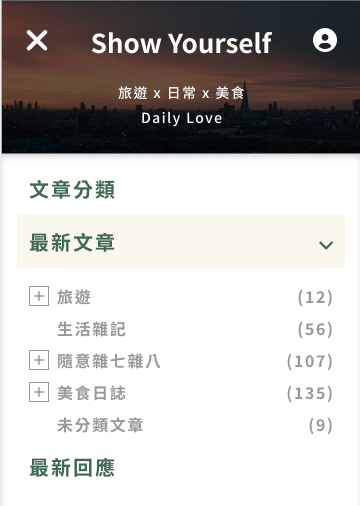 Show Yourself
旅遊 x 日常 x 美食
Daily Love
文章分類
最新文章
旅遊 (12)
生活雜記 (56)
隨意雜七雜八 (107)
美食日誌 (135)
未分類文章 (9)
最新回應